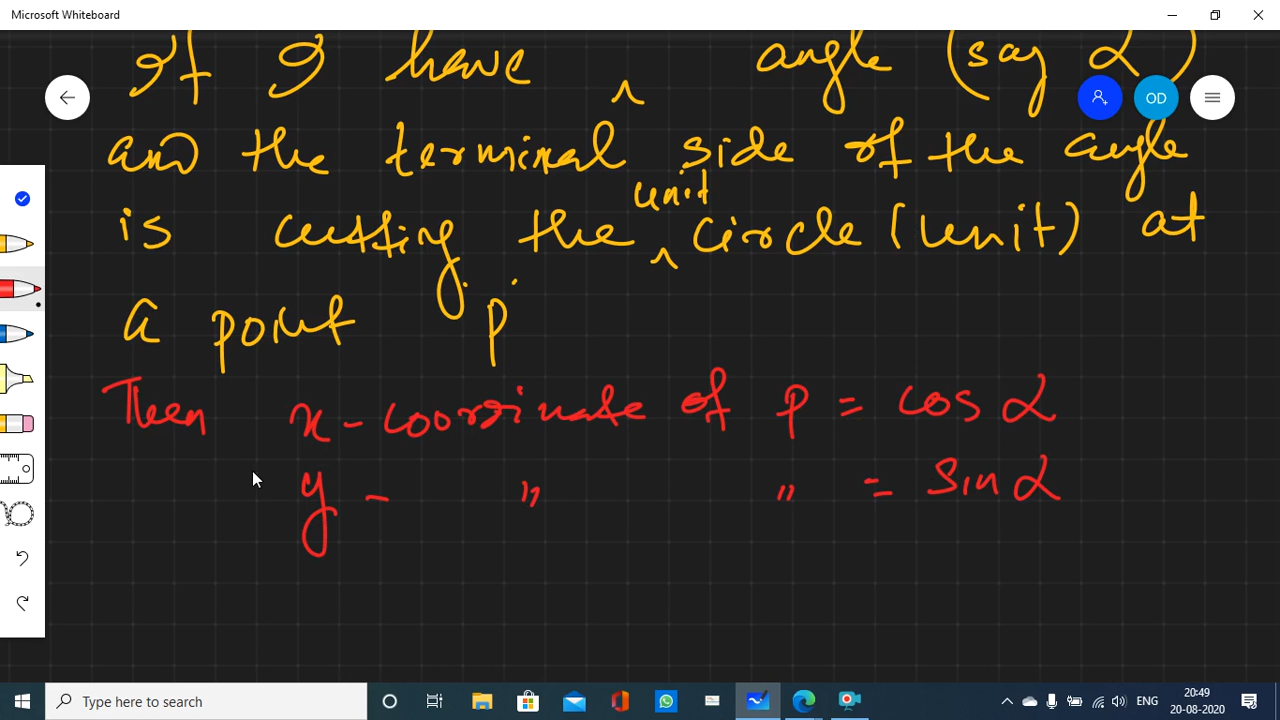 Microsoft Whiteboard
If I have ^ angle (say α)
OD
and the terminal side of the angle
unit
is cutting the ^ circle (unit) at
a point 'p'
Then x-coordinate of p = cos α
y - " " = sin α
Type here to search
ENG
20:49
20-08-2020